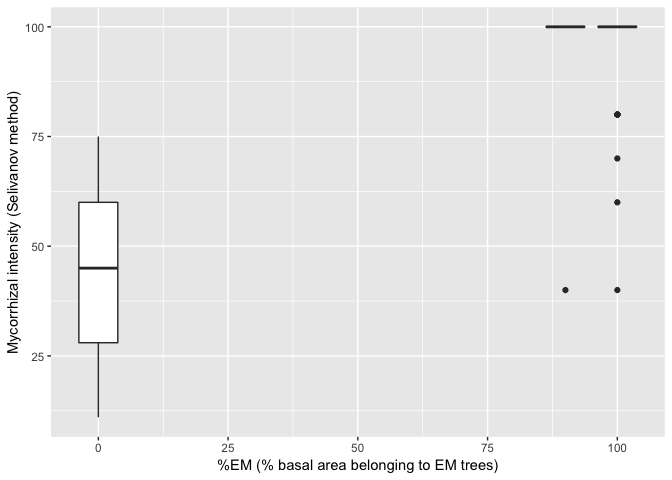 100
75
50
25
Mycorrhizal intensity (Selivanov method)
0 25 50 75 100
%EM (% basal area belonging to EM trees)